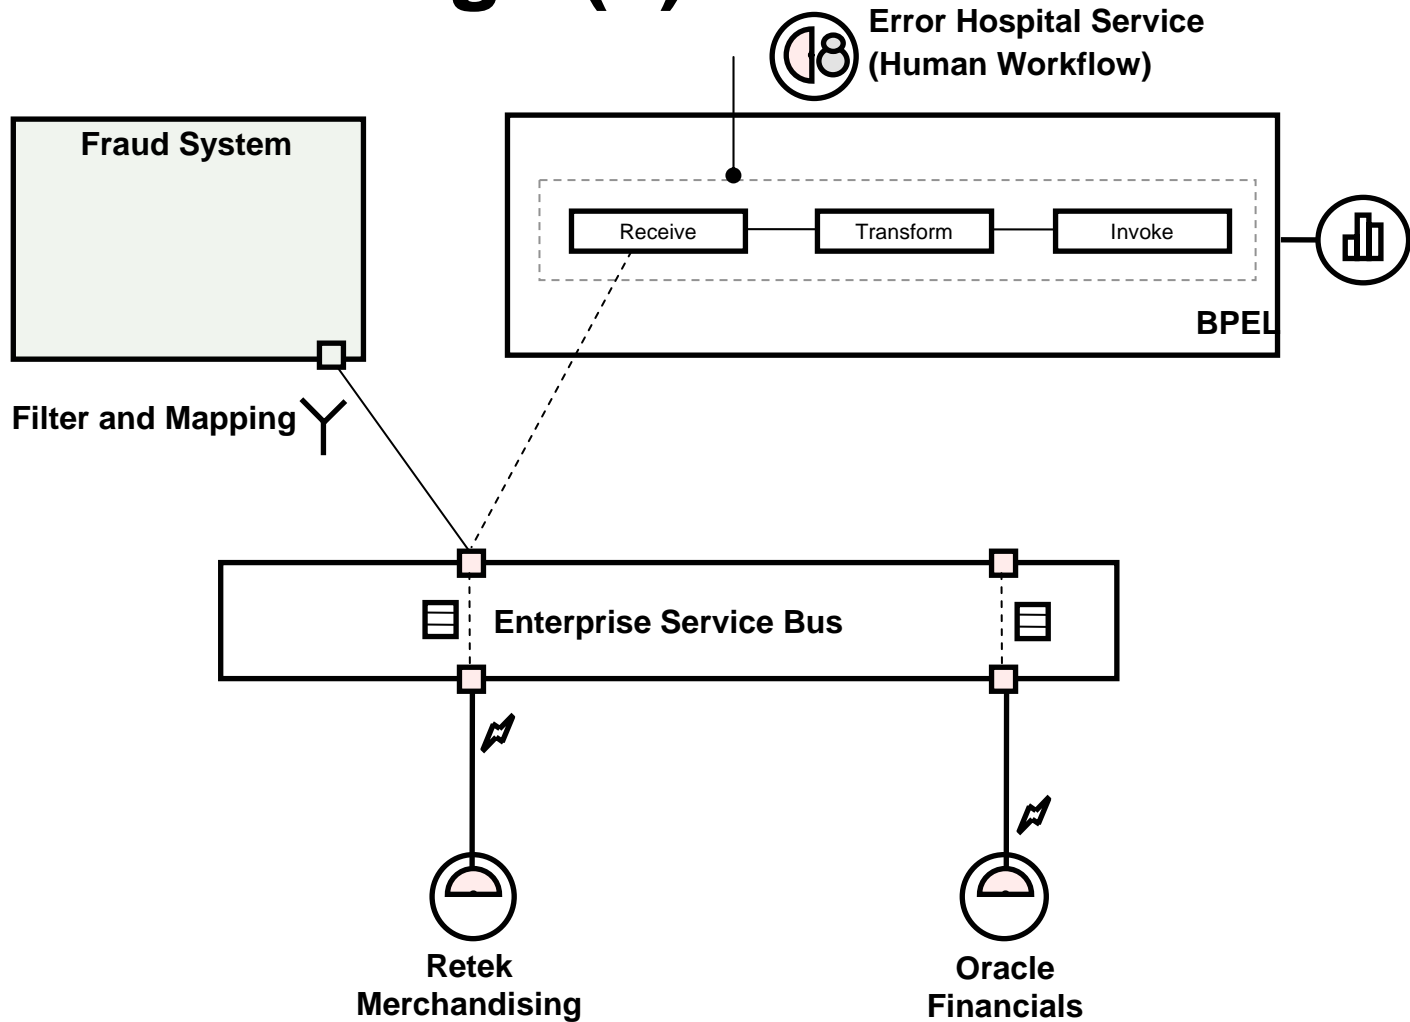 Error Hospital Service
(Human Workflow)
Fraud System
Receive
Transform
Invoke
BPEL
Filter and Mapping
Enterprise Service Bus
Retek
Merchandising
Oracle
Financials